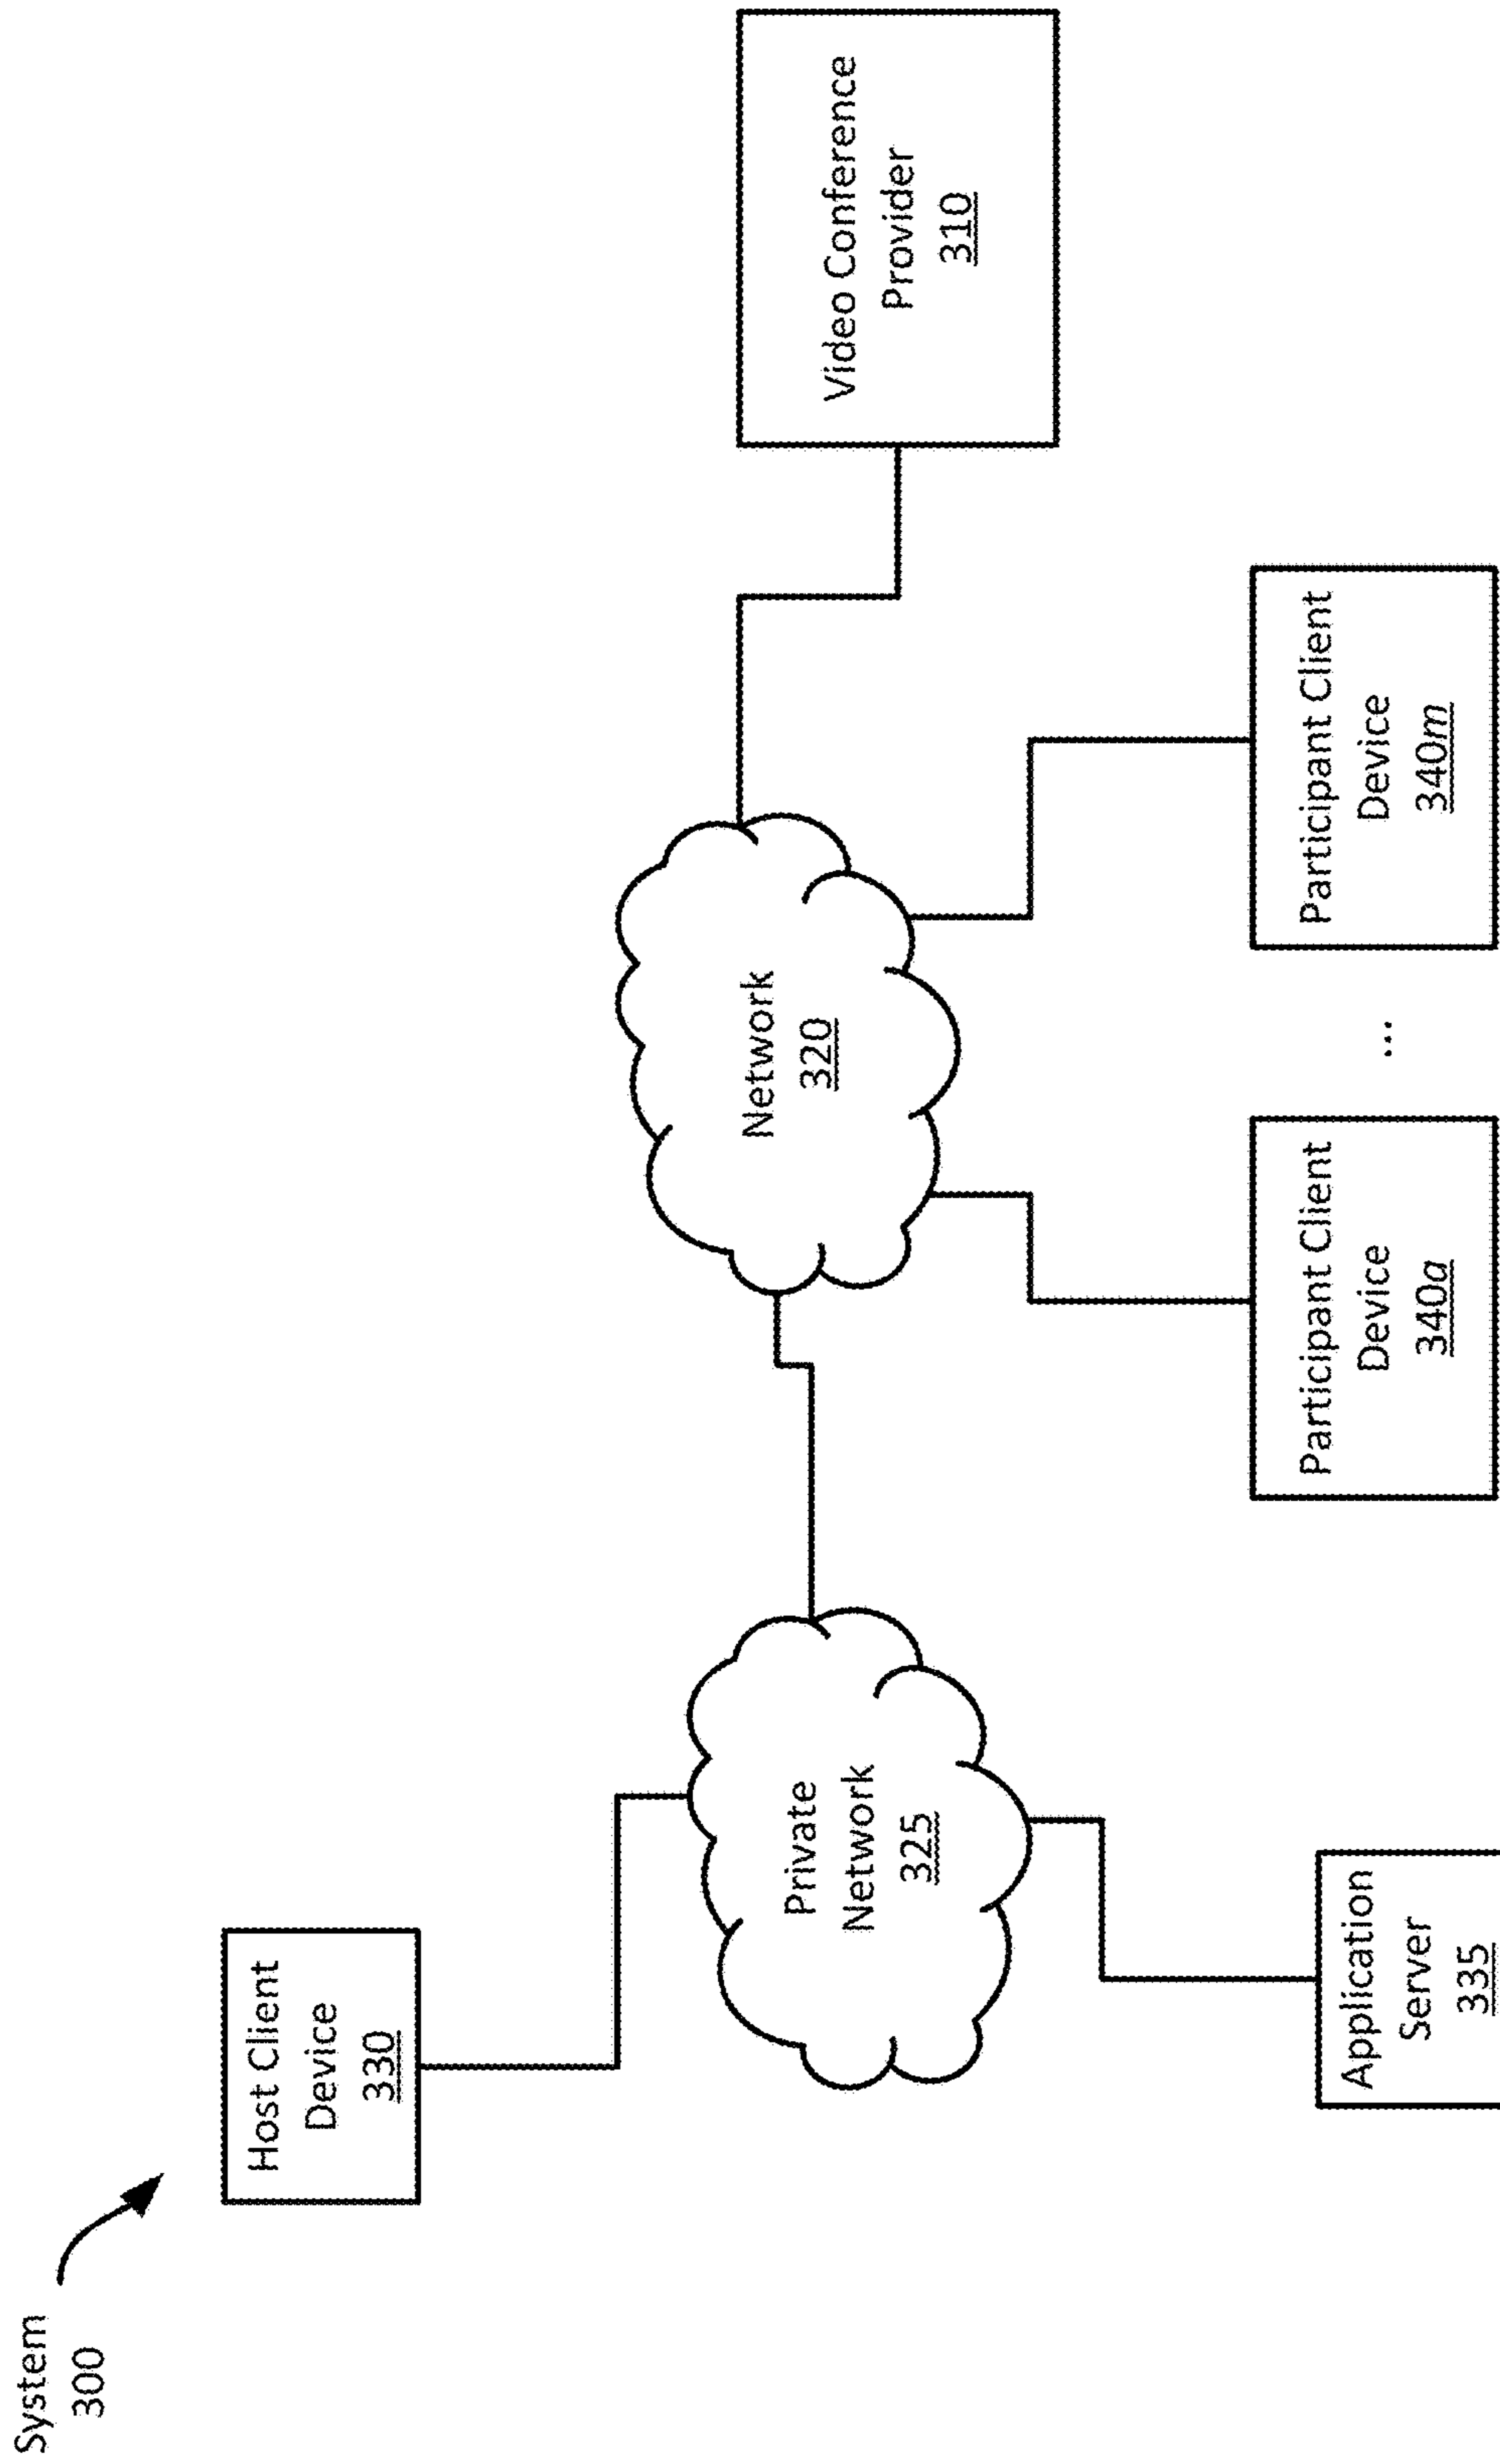 System
300
Host Client
Device
330
Private
Network
325
Application
Server
335
Network
320
Participant Client
Device
340a
...
Participant Client
Device
340m
Video Conference
Provider
310